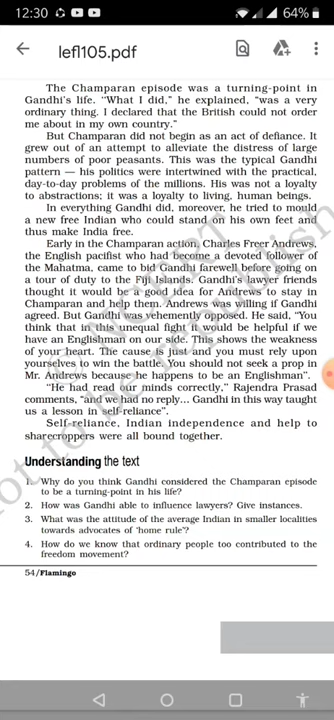 12:30
64%
lefl105.pdf
The Champaran episode was a turning-point in
Gandhi's life. "What I did," he explained, "was a very
ordinary thing. I declared that the British could not order
me about in my own country."
But Champaran did not begin as an act of defiance. It
grew out of an attempt to alleviate the distress of large
numbers of poor peasants. This was the typical Gandhi
pattern — his politics were intertwined with the practical,
day-to-day problems of the millions. His was not a loyalty
to abstractions; it was a loyalty to living, human beings.
In everything Gandhi did, moreover, he tried to mould
a new free Indian who could stand on his own feet and
thus make India free.
Early in the Champaran action, Charles Freer Andrews,
the English pacifist who had become a devoted follower of
the Mahatma, came to bid Gandhi farewell before going on
a tour of duty to the Fiji Islands. Gandhi's lawyer friends
thought it would be a good idea for Andrews to stay in
Champaran and help them. Andrews was willing if Gandhi
agreed. But Gandhi was vehemently opposed. He said, "You
think that in this unequal fight it would be helpful if we
have an Englishman on our side. This shows the weakness
of your heart. The cause is just and you must rely upon
yourselves to win the battle. You should not seek a prop in
Mr. Andrews because he happens to be an Englishman".
"He had read our minds correctly," Rajendra Prasad
comments, "and we had no reply... Gandhi in this way taught
us a lesson in self-reliance".
Self-reliance, Indian independence and help to
sharecroppers were all bound together.
Understanding the text
1. Why do you think Gandhi considered the Champaran episode
to be a turning-point in his life?
2. How was Gandhi able to influence lawyers? Give instances.
3. What was the attitude of the average Indian in smaller localities
towards advocates of 'home rule'?
4. How do we know that ordinary people too contributed to the
freedom movement?
54/Flamingo